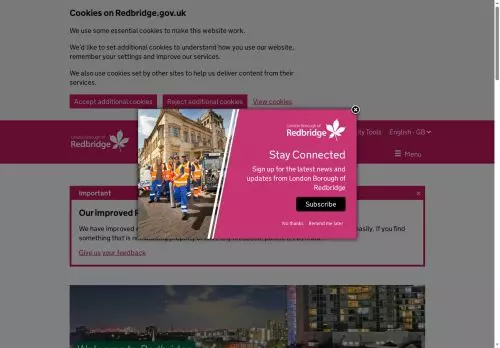 Cookies on Redbridge.gov.uk
We use some essential cookies to make this website work.
We'd like to set additional cookies to understand how you use our website,
remember your settings and improve our services.
We also use cookies set by other sites to help us deliver content from their
services.
Accept additional cookies Reject additional cookies View cookies
London Borough of
Redbridge
Tools English - GB
Menu
London Borough of
Redbridge
Stay Connected
Sign up for the latest news and
updates from London Borough of
Redbridge
Subscribe
No thanks Remind me later
Important ×
Our improved
We have improved easily. If you find
something that is
Give us your feedback
Welcome to Redbridge